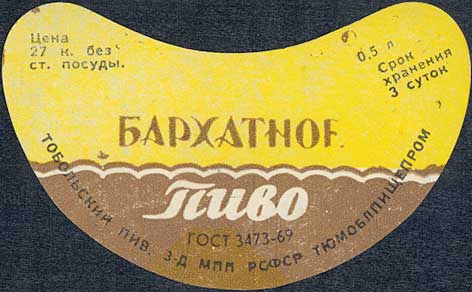 Цена
27 к. без
ст. посуды.
0,5 л
Срок
хранения
3 суток
БАРХАТНОЕ
Пиво
ГОСТ 3473-69
ТОБОЛЬСКИЙ ПИВ. З-Д МПП РСФСР ТЮМОБЛПИЩЕПРОМ